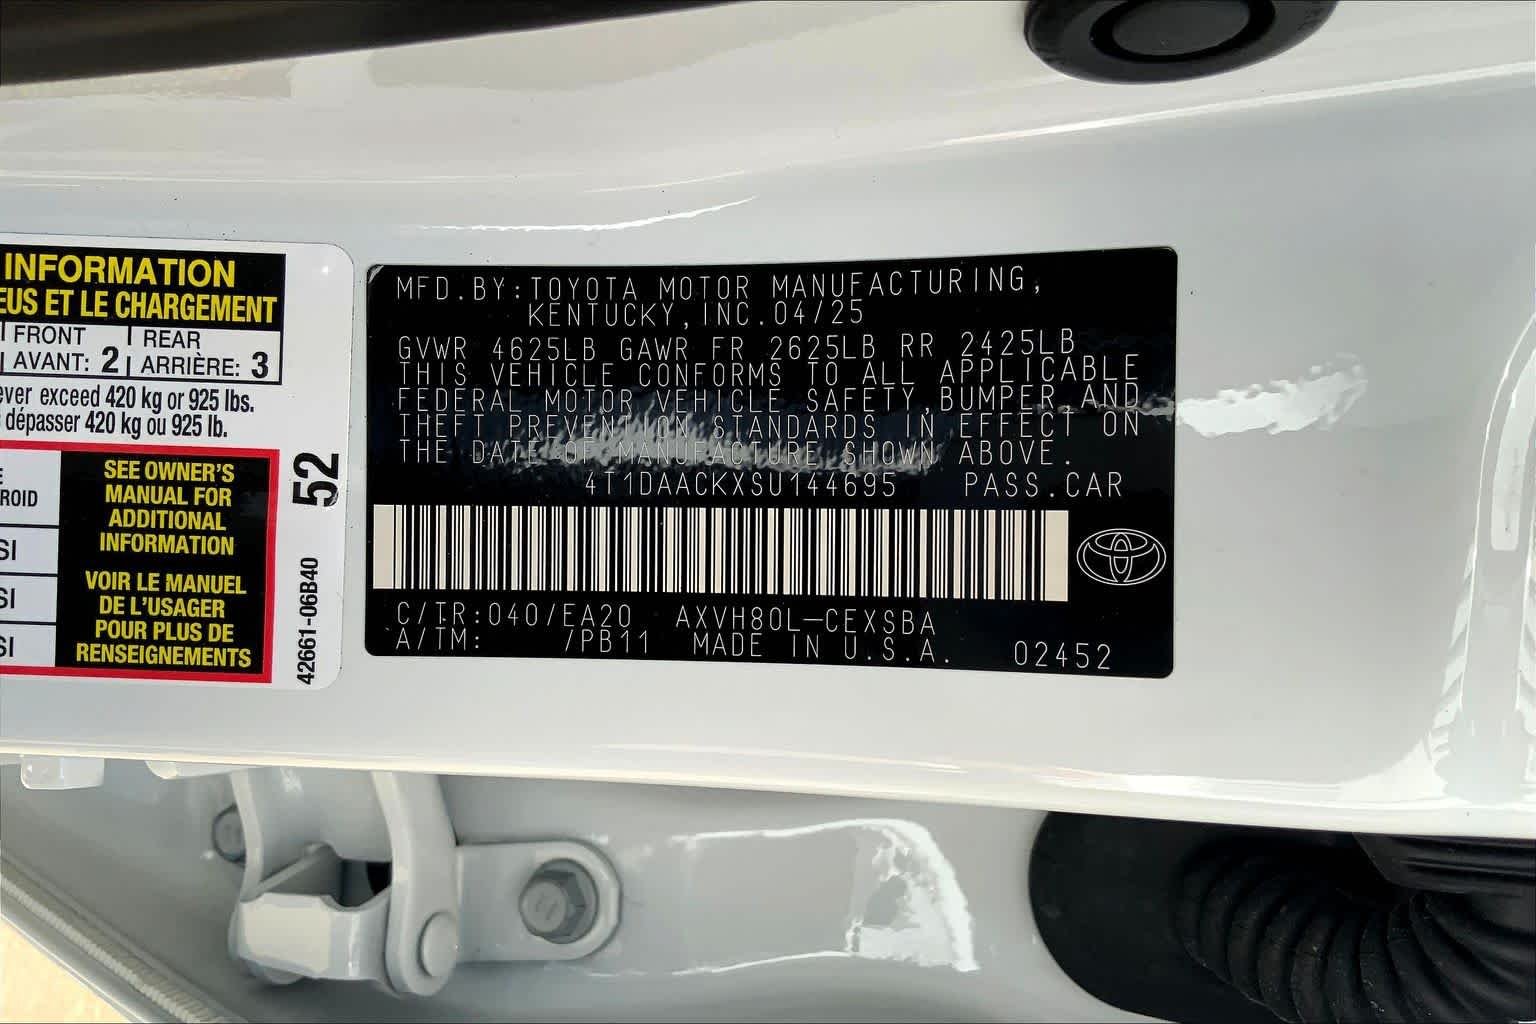 INFORMATION
EUS ET LE CHARGEMENT
FRONT
AVANT: 2
REAR
ARRIÈRE: 3
ever exceed 420 kg or 925 lbs.
dépasser 420 kg ou 925 lb.
ROID
SI
SI
SI
SEE OWNER'S
MANUAL FOR
ADDITIONAL
INFORMATION
VOIR LE MANUEL
DE L'USAGER
POUR PLUS DE
RENSEIGNEMENTS
52
42661-06B40
MFD.BY:TOYOTA MOTOR MANUFACTURING,
KENTUCKY,INC.04/25
GVWR 4625LB GAWR FR 2625LB RR 2425LB
THIS VEHICLE CONFORMS TO ALL APPLICABLE
FEDERAL MOTOR VEHICLE SAFETY,BUMPER,AND
THEFT PREVENTION STANDARDS IN EFFECT ON
THE DATE OF MANUFACTURE SHOWN ABOVE.
4T1DAACKXSU144695 PASS.CAR
C/TR:040/EA20 AXVH80L-CEXSBA
A/TM: /PB11 MADE IN U.S.A. 02452